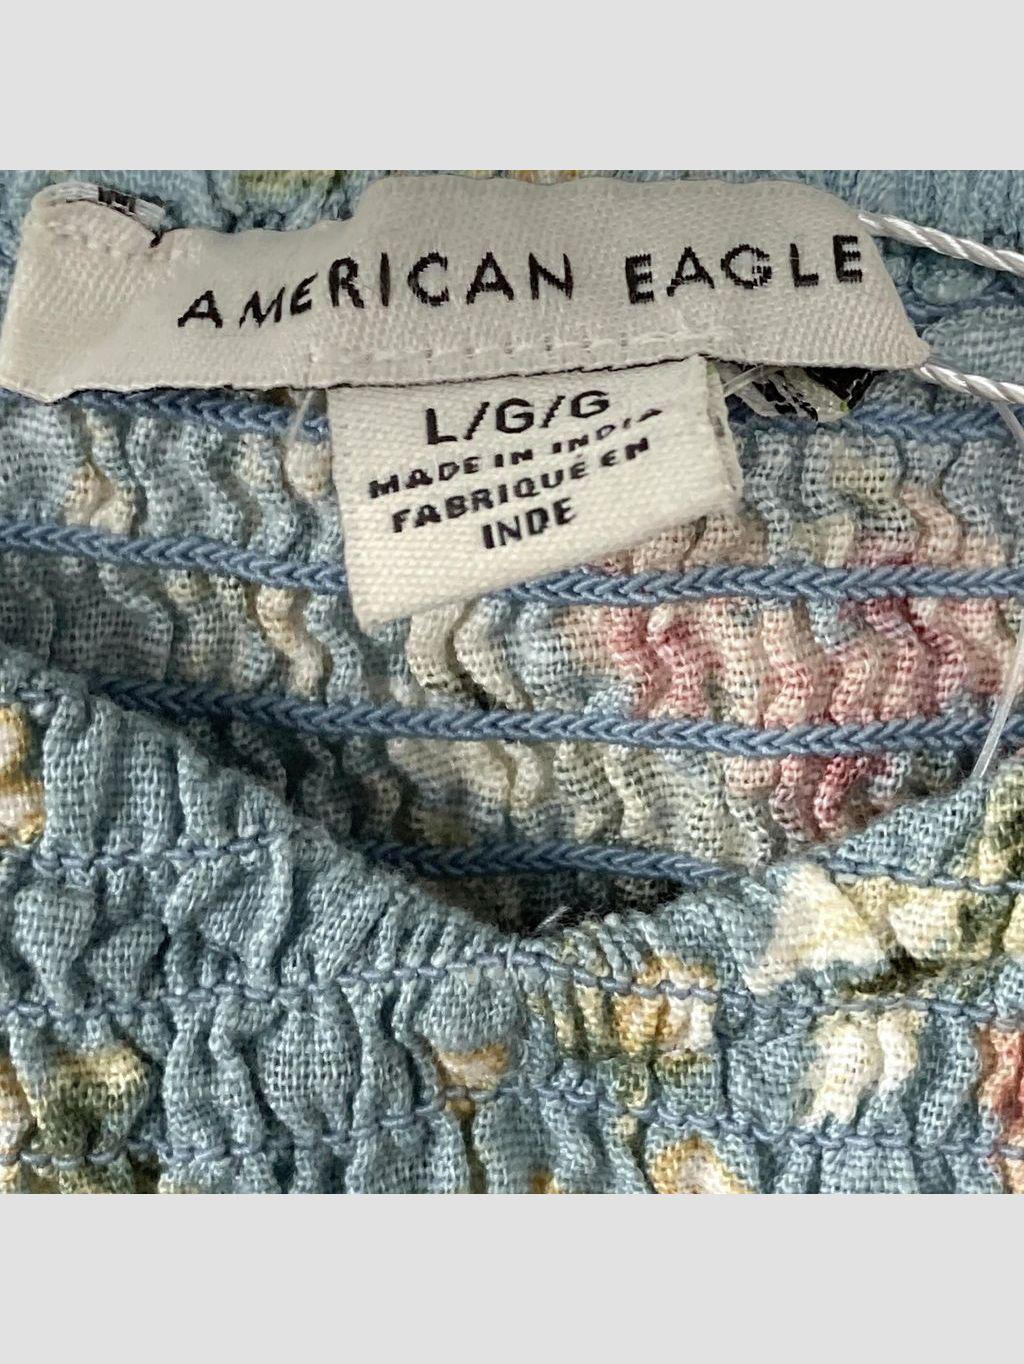 AMERICAN EAGLE
L/G/G
MADE IN INDIA
FABRIQUÉ EN
INDE